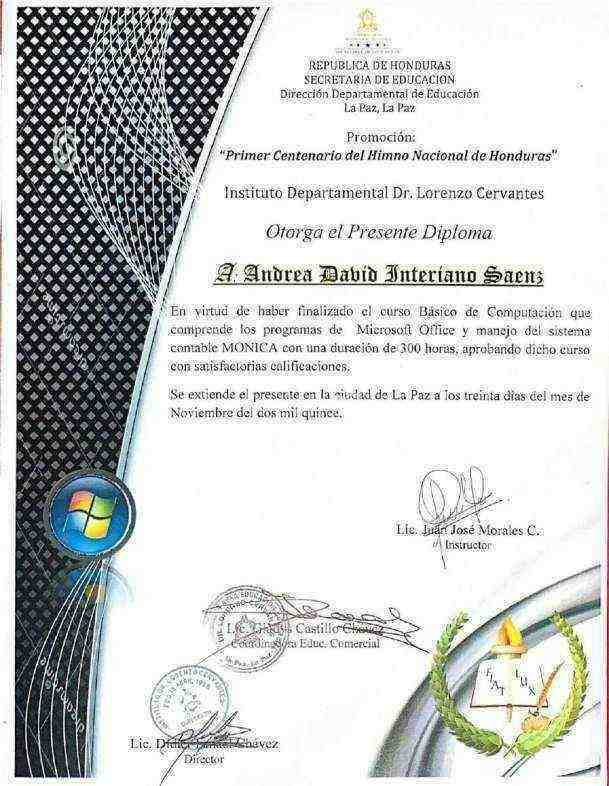 REPUBLICA DE HONDURAS
SECRETARIA DE EDUCACION
Dirección Departamental de Educación
La Paz, La Paz
Promoción:
“Primer Centenario del Himno Nacional de Honduras”
Instituto Departamental Dr. Lorenzo Cervantes
Otorga el Presente Diploma
A: Andrea David Interiano Saenz
En virtud de haber finalizado el curso Básico de Computación que
comprende los programas de Microsoft Office y manejo del sistema
contable MONICA con una duración de 300 horas, aprobando dicho curso
con satisfactorias calificaciones.
Se extiende el presente en la ciudad de La Paz a los treinta días del mes de
Noviembre del dos mil quince.
Lic. Juan José Morales C.
Instructor
Lic. Castillo Chavez
Coordinadora Educ. Comercial
Lic. Chavez
Director
FIAT LUX